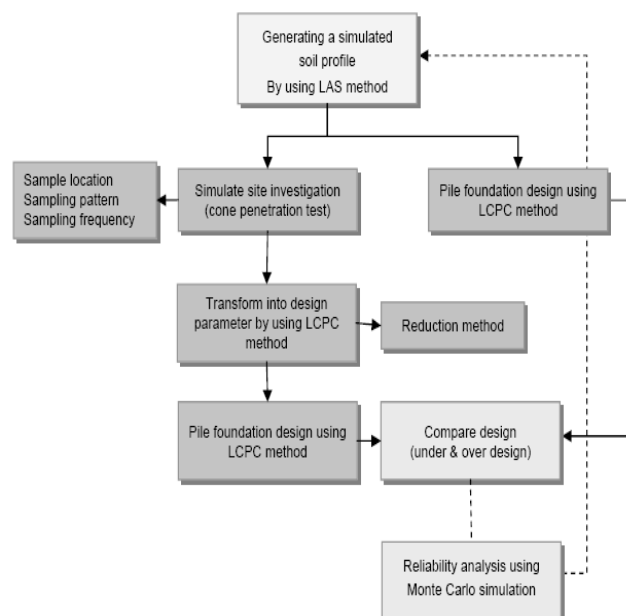 Generating a simulated
soil profile
By using LAS method
Sample location
Sampling pattern
Sampling frequency
Simulate site investigation
(cone penetration test)
Pile foundation design using
LCPC method
Transform into design
parameter by using LCPC
method
Reduction method
Pile foundation design using
LCPC method
Compare design
(under & over design)
Reliability analysis using
Monte Carlo simulation